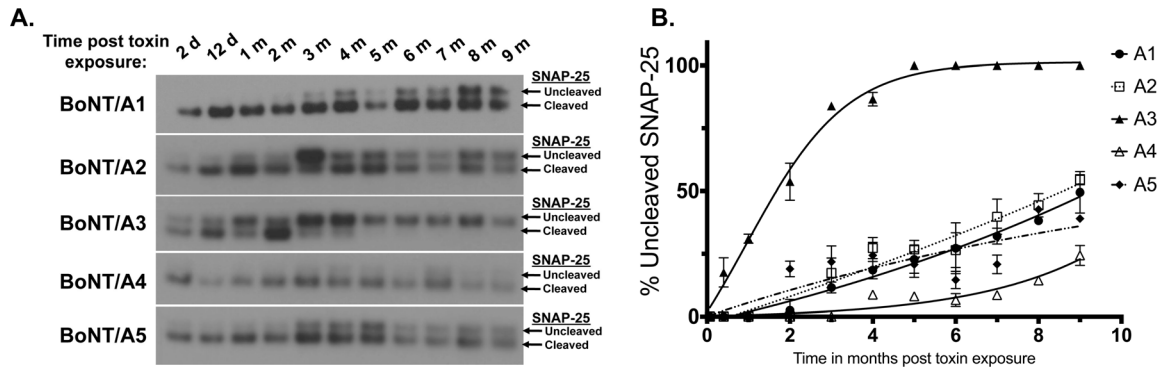 A.
Time post toxin
exposure:
2 d 12 d 1 m 2 m 3 m 4 m 5 m 6 m 7 m 8 m 9 m
BoNT/A1
SNAP-25
Uncleaved
Cleaved
BoNT/A2
SNAP-25
Uncleaved
Cleaved
BoNT/A3
SNAP-25
Uncleaved
Cleaved
BoNT/A4
SNAP-25
Uncleaved
Cleaved
BoNT/A5
SNAP-25
Uncleaved
Cleaved
B.
% Uncleaved SNAP-25
100
50
0
0 2 4 6 8 10
Time in months post toxin exposure
A1
A2
A3
A4
A5